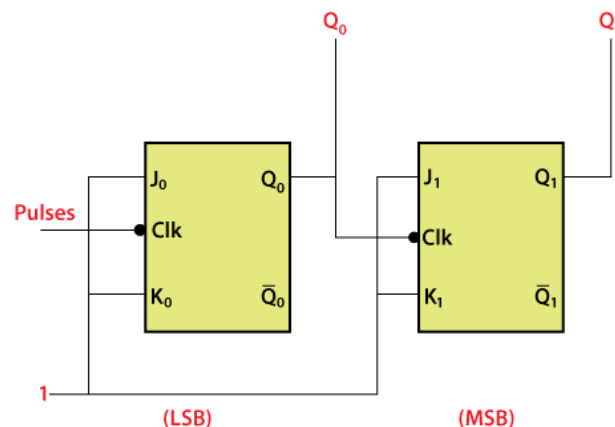 Q₀ Q
J₀ Q₀ J₁ Q₁
Pulses Clk Clk
K₀ Q̅₀ K₁ Q̅₁
1
(LSB) (MSB)